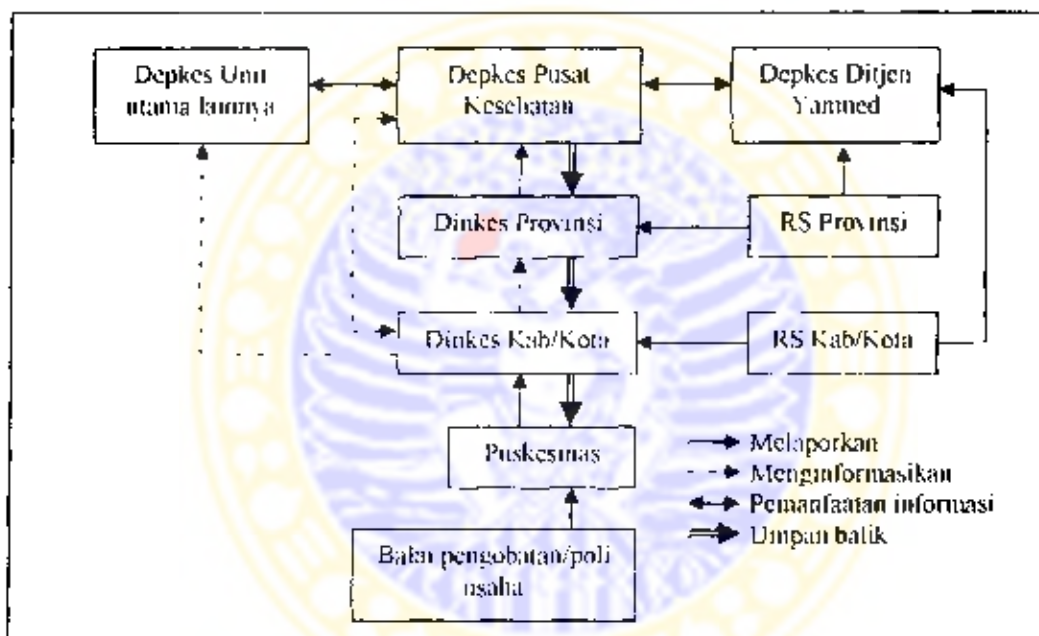 Depkes Unit
utama lainnya
Depkes Pusat
Kesehatan
Depkes Ditjen
Yanmed
Dinkes Provinsi
RS Provinsi
Dinkes Kab/Kota
RS Kab/Kota
Puskesmas
Balai pengobatan/poli
usaha
Melaporkan
Menginformasikan
Pemanfaatan informasi
Umpan balik